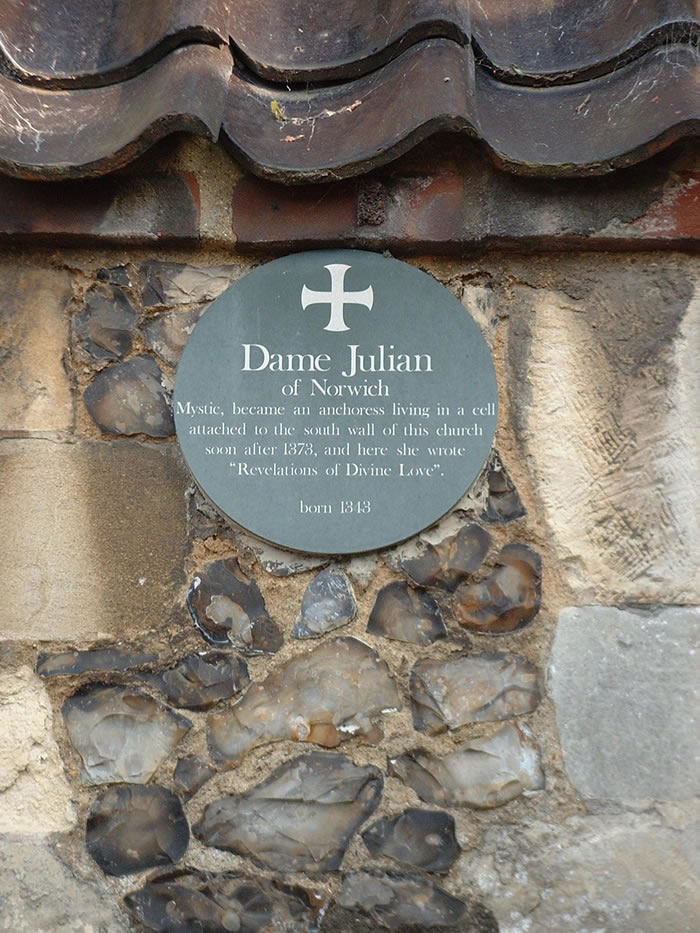 Dame Julian
of Norwich
Mystic, became an anchoress living in a cell
attached to the south wall of this church
soon after 1373, and here she wrote
“Revelations of Divine Love”.
born 1343